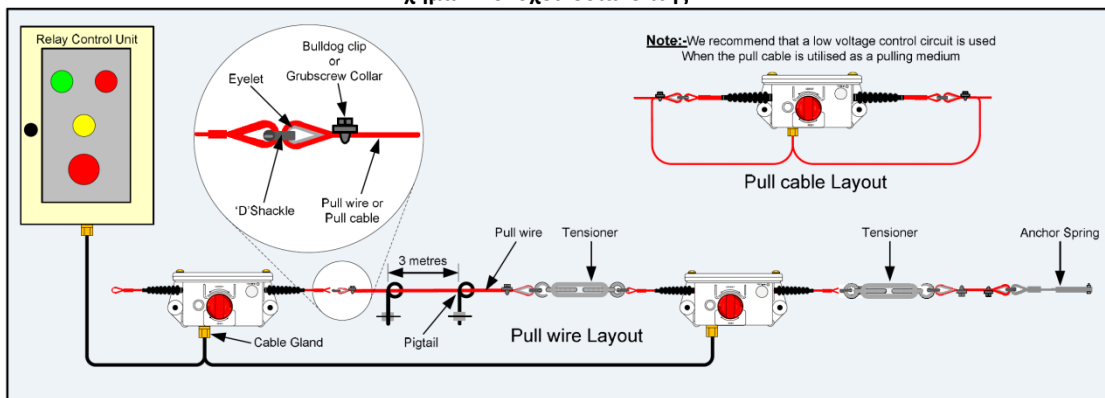 Relay Control Unit
Bulldog clip
or
Grubscrew Collar
Eyelet
'D'Shackle
Pull wire or
Pull cable
Note:-We recommend that a low voltage control circuit is used
When the pull cable is utilised as a pulling medium
Pull cable Layout
3 metres
Pull wire
Tensioner
Tensioner
Anchor Spring
Cable Gland
Pigtail
Pull wire Layout